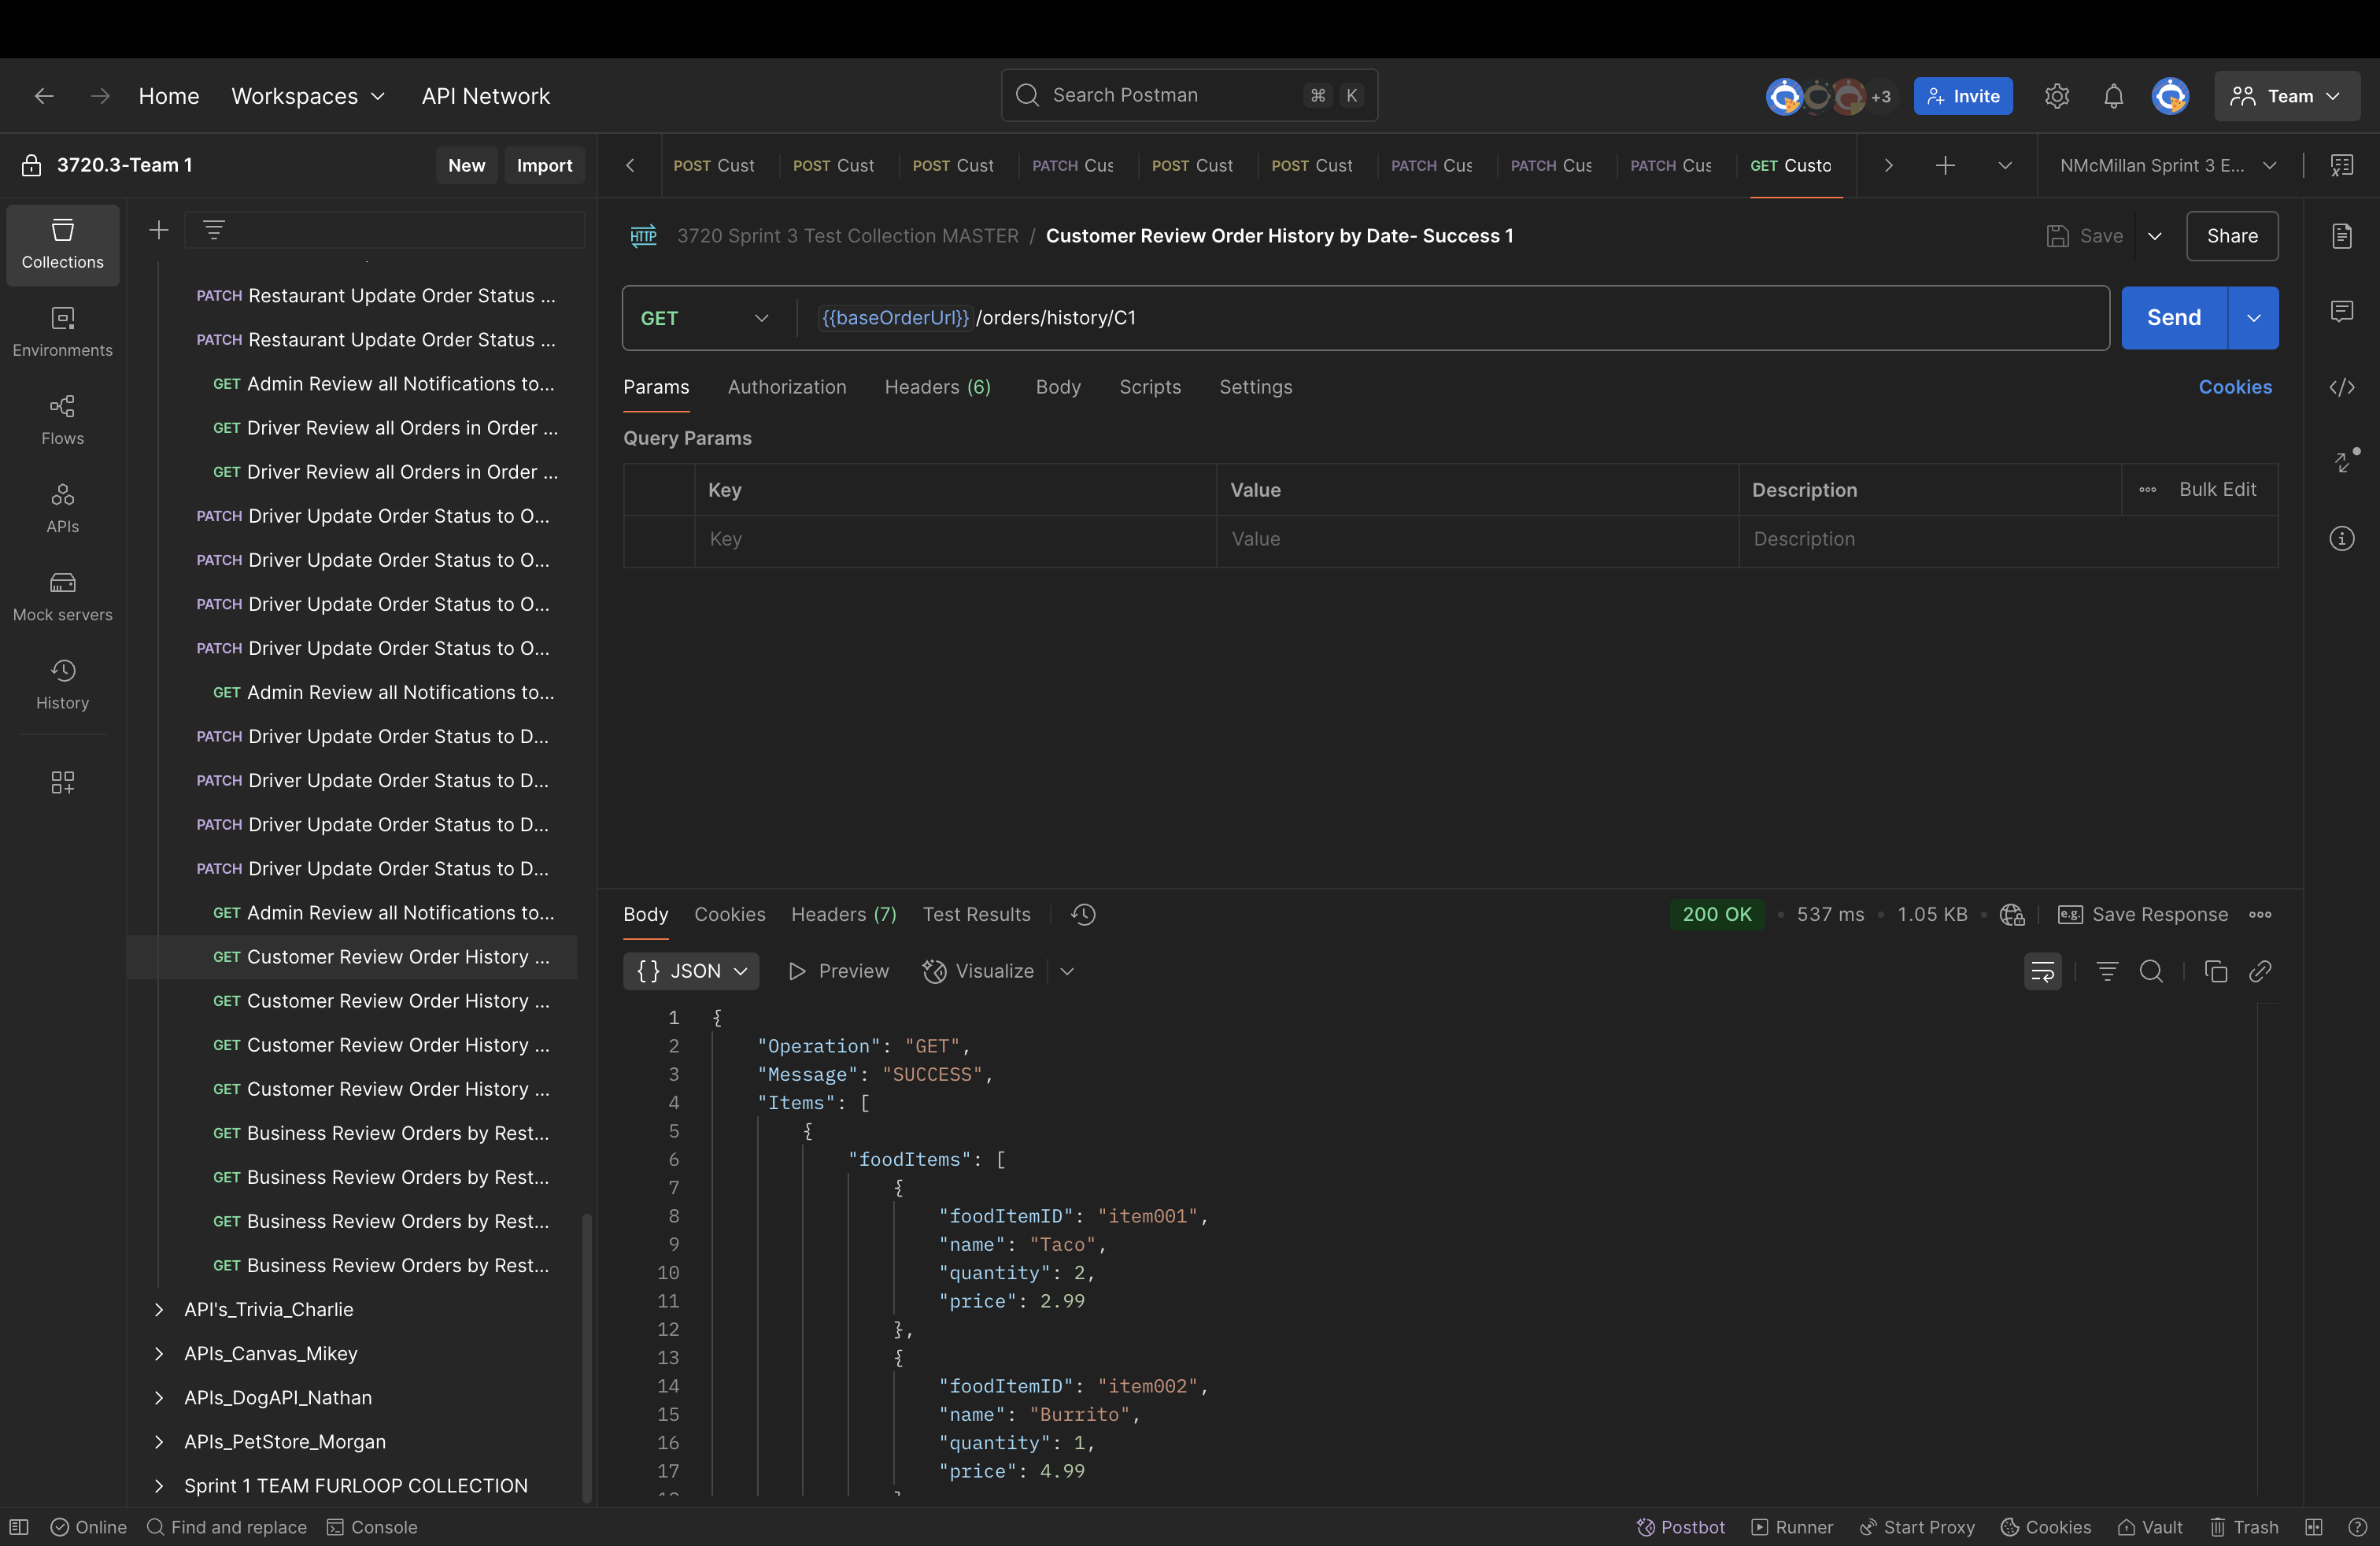 Home Workspaces API Network
Search Postman ⌘ K
+3 Invite Team
3720.3-Team 1 New Import
POST Cust POST Cust POST Cust PATCH Cus POST Cust POST Cust PATCH Cus PATCH Cus PATCH Cus GET Custo
NMcMillan Sprint 3 E...
Collections
Environments
Flows
APIs
Mock servers
History
PATCH Restaurant Update Order Status ...
PATCH Restaurant Update Order Status ...
GET Admin Review all Notifications to...
GET Driver Review all Orders in Order ...
GET Driver Review all Orders in Order ...
PATCH Driver Update Order Status to O...
PATCH Driver Update Order Status to O...
PATCH Driver Update Order Status to O...
PATCH Driver Update Order Status to O...
GET Admin Review all Notifications to...
PATCH Driver Update Order Status to D...
PATCH Driver Update Order Status to D...
PATCH Driver Update Order Status to D...
PATCH Driver Update Order Status to D...
GET Admin Review all Notifications to...
GET Customer Review Order History ...
GET Customer Review Order History ...
GET Customer Review Order History ...
GET Customer Review Order History ...
GET Business Review Orders by Rest...
GET Business Review Orders by Rest...
GET Business Review Orders by Rest...
GET Business Review Orders by Rest...
API's_Trivia_Charlie
APIs_Canvas_Mikey
APIs_DogAPI_Nathan
APIs_PetStore_Morgan
Sprint 1 TEAM FURLOOP COLLECTION
HTTP 3720 Sprint 3 Test Collection MASTER / Customer Review Order History by Date- Success 1
Save Share
GET {{baseOrderUrl}} /orders/history/C1
Send
Params Authorization Headers (6) Body Scripts Settings Cookies
Query Params
Key Value Description Bulk Edit
Key Value Description
Body Cookies Headers (7) Test Results
200 OK • 537 ms • 1.05 KB • e.g. Save Response
{ } JSON Preview Visualize
1 {
2 "Operation": "GET",
3 "Message": "SUCCESS",
4 "Items": [
5 {
6 "foodItems": [
7 {
8 "foodItemID": "item001",
9 "name": "Taco",
10 "quantity": 2,
11 "price": 2.99
12 },
13 {
14 "foodItemID": "item002",
15 "name": "Burrito",
16 "quantity": 1,
17 "price": 4.99
Online Find and replace Console
Postbot Runner Start Proxy Cookies Vault Trash